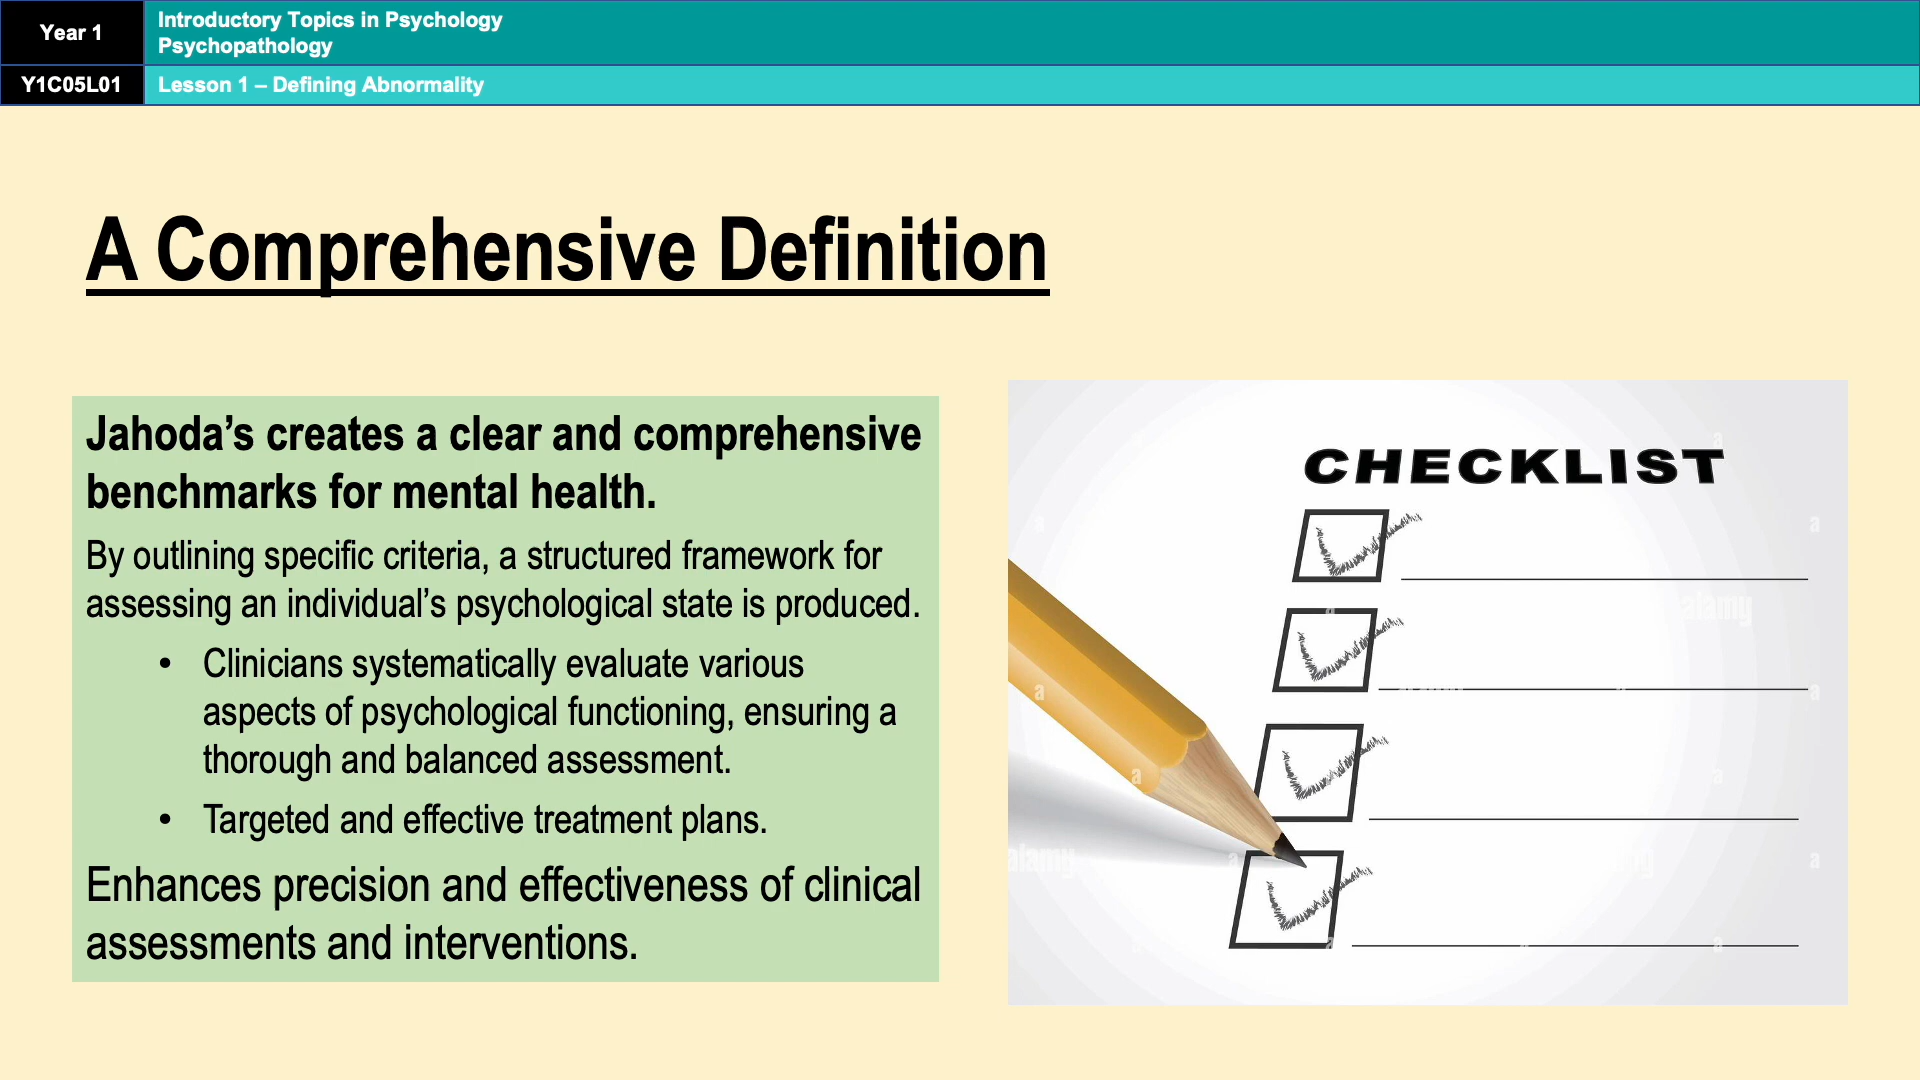 Year 1
Introductory Topics in Psychology
Psychopathology
Y1C05L01
Lesson 1 – Defining Abnormality
A Comprehensive Definition
Jahoda’s creates a clear and comprehensive
benchmarks for mental health.
By outlining specific criteria, a structured framework for
assessing an individual’s psychological state is produced.
• Clinicians systematically evaluate various
aspects of psychological functioning, ensuring a
thorough and balanced assessment.
• Targeted and effective treatment plans.
Enhances precision and effectiveness of clinical
assessments and interventions.
CHECKLIST
alamy
alamy